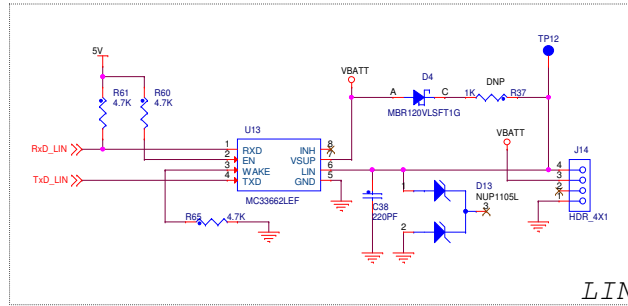 TP12
5V
VBATT
D4
DNP
R61
4.7K
R60
4.7K
A
C
1K
R37
MBR120VLSFT1G
U13
VBATT
J14
RxD_LIN
1
2
3
4
RXD
EN
WAKE
TXD
INH
VSUP
LIN
GND
8
7
6
5
TxD_LIN
MC33662LEF
4
3
2
1
HDR_4X1
1
D13
NUP1105L
3
2
C38
220PF
R65
4.7K
LIN